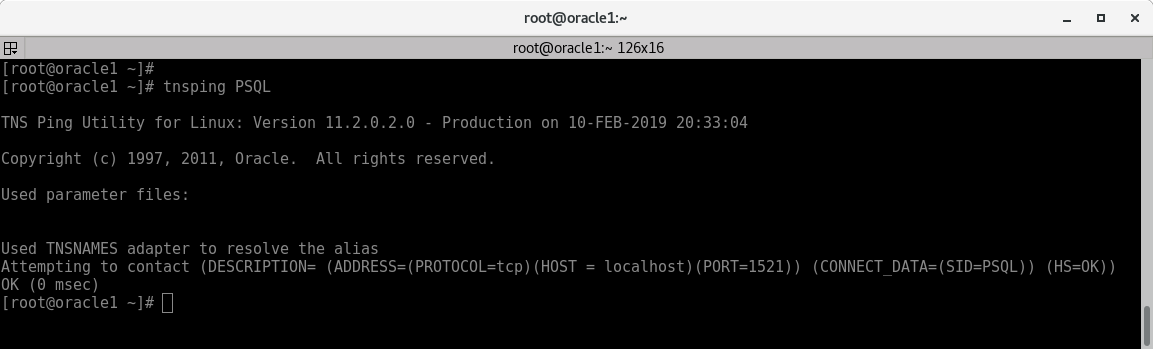 root@oracle1:~
root@oracle1:~ 126x16
[root@oracle1 ~]#
[root@oracle1 ~]# tnsping PSQL
TNS Ping Utility for Linux: Version 11.2.0.2.0 - Production on 10-FEB-2019 20:33:04
Copyright (c) 1997, 2011, Oracle.  All rights reserved.
Used parameter files:
Used TNSNAMES adapter to resolve the alias
Attempting to contact (DESCRIPTION= (ADDRESS=(PROTOCOL=tcp)(HOST = localhost)(PORT=1521)) (CONNECT_DATA=(SID=PSQL)) (HS=OK))
OK (0 msec)
[root@oracle1 ~]#